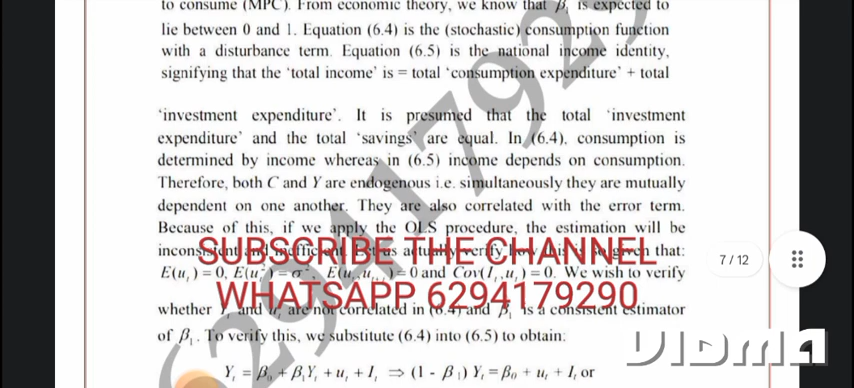 to consume (MPC). From economic theory, we know that β₁ is expected to
lie between 0 and 1. Equation (6.4) is the (stochastic) consumption function
with a disturbance term. Equation (6.5) is the national income identity,
signifying that the ‘total income’ is = total ‘consumption expenditure’ + total
‘investment expenditure’. It is presumed that the total ‘investment
expenditure’ and the total ‘savings’ are equal. In (6.4), consumption is
determined by income whereas in (6.5) income depends on consumption.
Therefore, both C and Y are endogenous i.e. simultaneously they are mutually
dependent on one another. They are also correlated with the error term.
Because of this, if we apply the OLS procedure, the estimation will be
SUBSCRIBE THE CHANNEL
7 / 12
E(uₜ) = 0, = 0 and Cov(Iₜ, uₜ) = 0. We wish to verify
WHATSAPP 6294179290
whether and are not correlated in (6.4) and β₁ is a consistent estimator
of β₁. To verify this, we substitute (6.4) into (6.5) to obtain:
Yₜ = β₀ + β₁Yₜ + uₜ + Iₜ ⇒ (1 - β₁) Yₜ = β₀ + uₜ + Iₜ or
6294179290
VIDMA